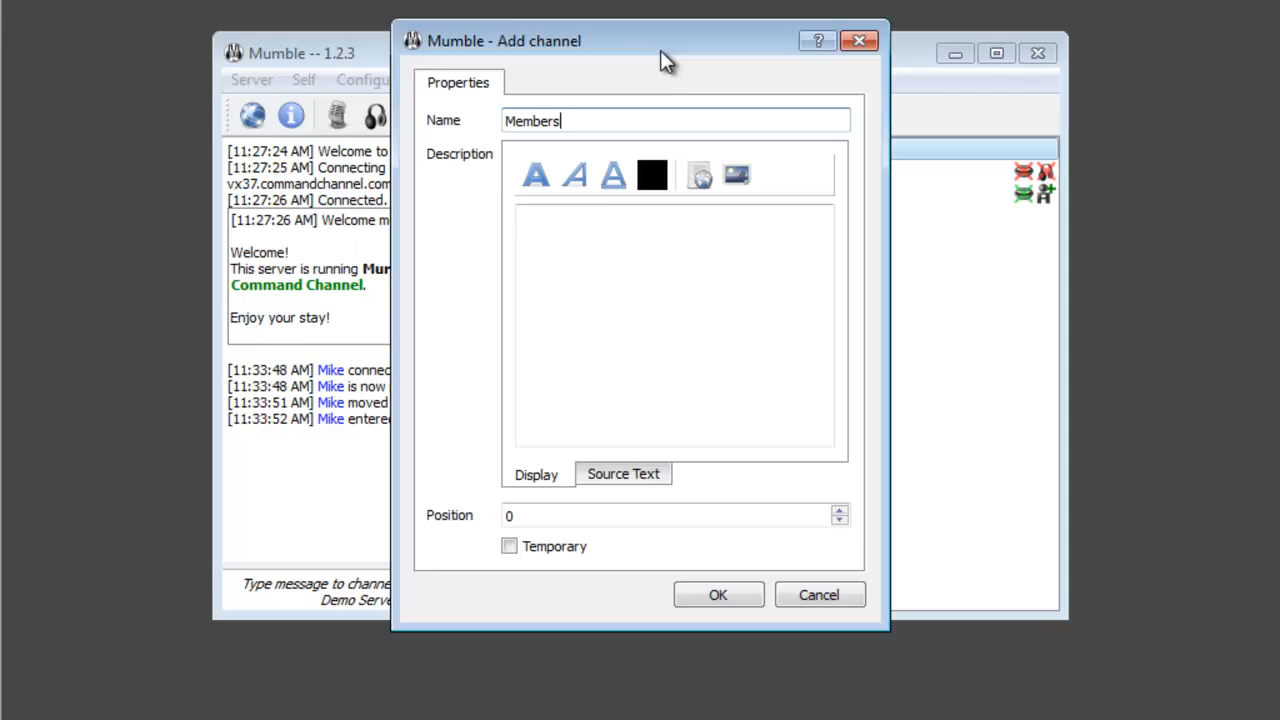 Mumble -- 1.2.3
Server Self Configu
[11:27:24 AM] Welcome to
[11:27:25 AM] Connecting
vx37.commandchannel.com
[11:27:26 AM] Connected.
[11:27:26 AM] Welcome m
Welcome!
This server is running Mur
Command Channel.
Enjoy your stay!
[11:33:48 AM] Mike connec
[11:33:48 AM] Mike is now
[11:33:51 AM] Mike moved
[11:33:52 AM] Mike entere
Type message to channe
Demo Serve
Mumble - Add channel
Properties
Name
Members
Description
A A A
Display
Source Text
Position
0
Temporary
OK
Cancel